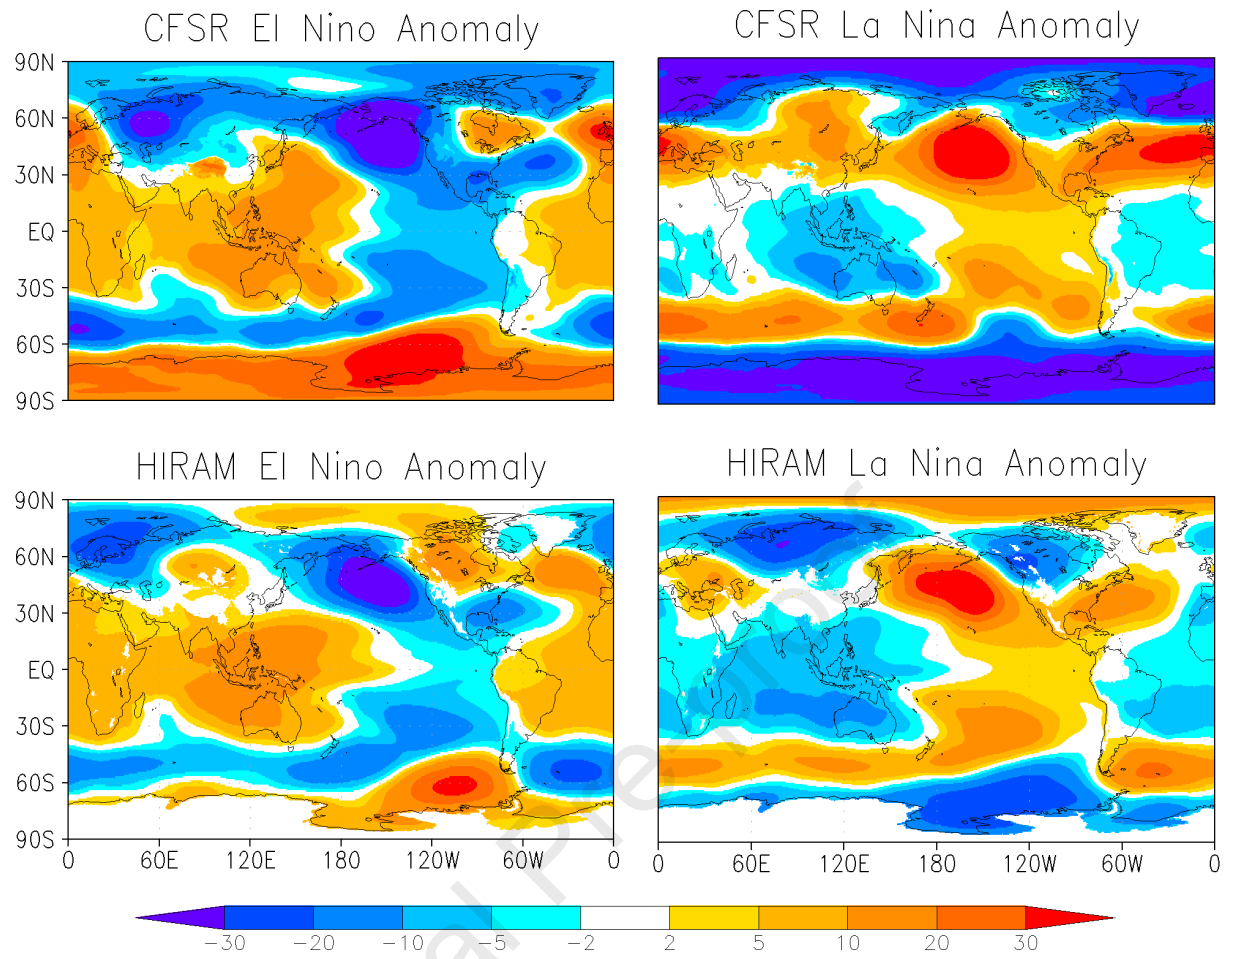 CFSR El Nino Anomaly
CFSR La Nina Anomaly
90N
60N
30N
EQ
30S
60S
90S
HIRAM El Nino Anomaly
HIRAM La Nina Anomaly
90N
60N
30N
EQ
30S
60S
90S
0 60E 120E 180 120W 60W 0
0 60E 120E 180 120W 60W 0
-30 -20 -10 -5 -2 2 5 10 20 30